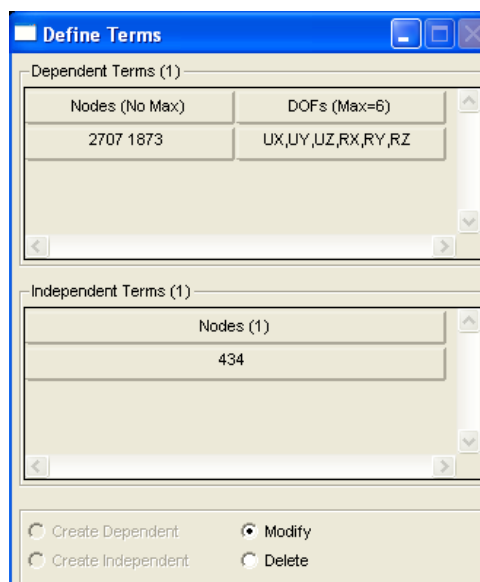 Define Terms
Dependent Terms (1)
Nodes (No Max) DOFs (Max=6)
2707 1873 UX,UY,UZ,RX,RY,RZ
Independent Terms (1)
Nodes (1)
434
Create Dependent Modify
Create Independent Delete